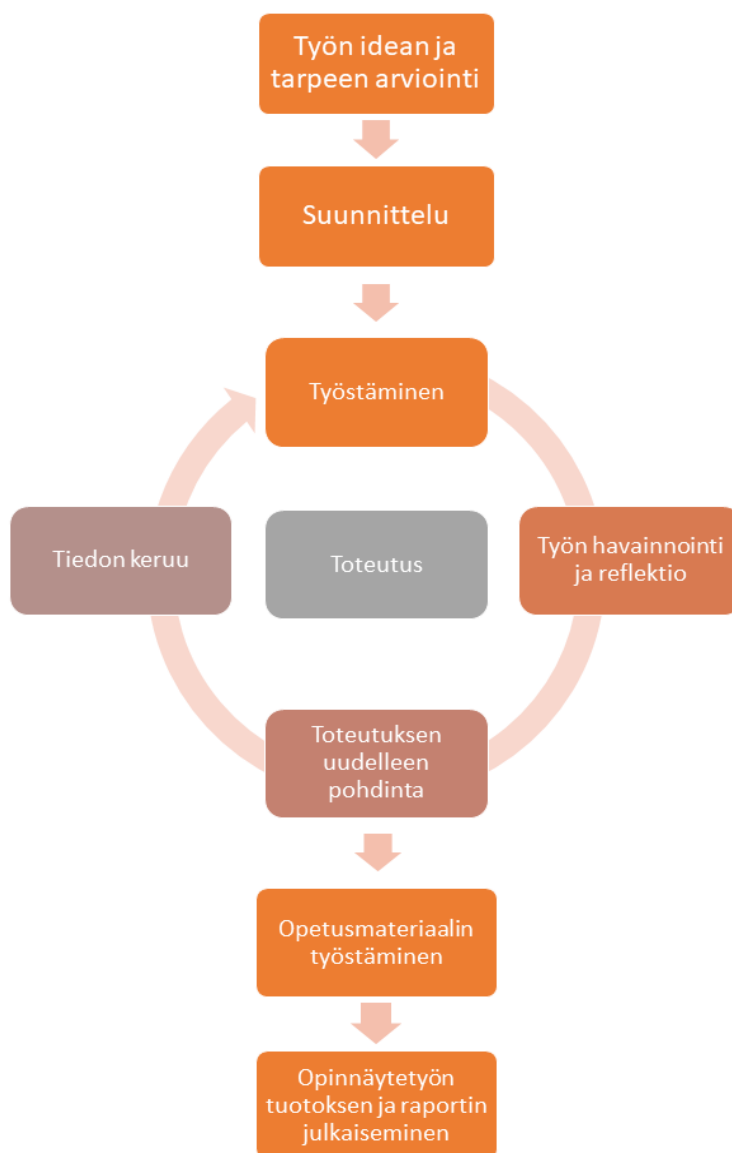 Työn idean ja
tarpeen arviointi
Suunnittelu
Työstäminen
Tiedon keruu
Toteutus
Työn havainnointi
ja reflektio
Toteutuksen
uudelleen
pohdinta
Opetusmateriaalin
työstäminen
Opinnäytetyön
tuotoksen ja raportin
julkaiseminen